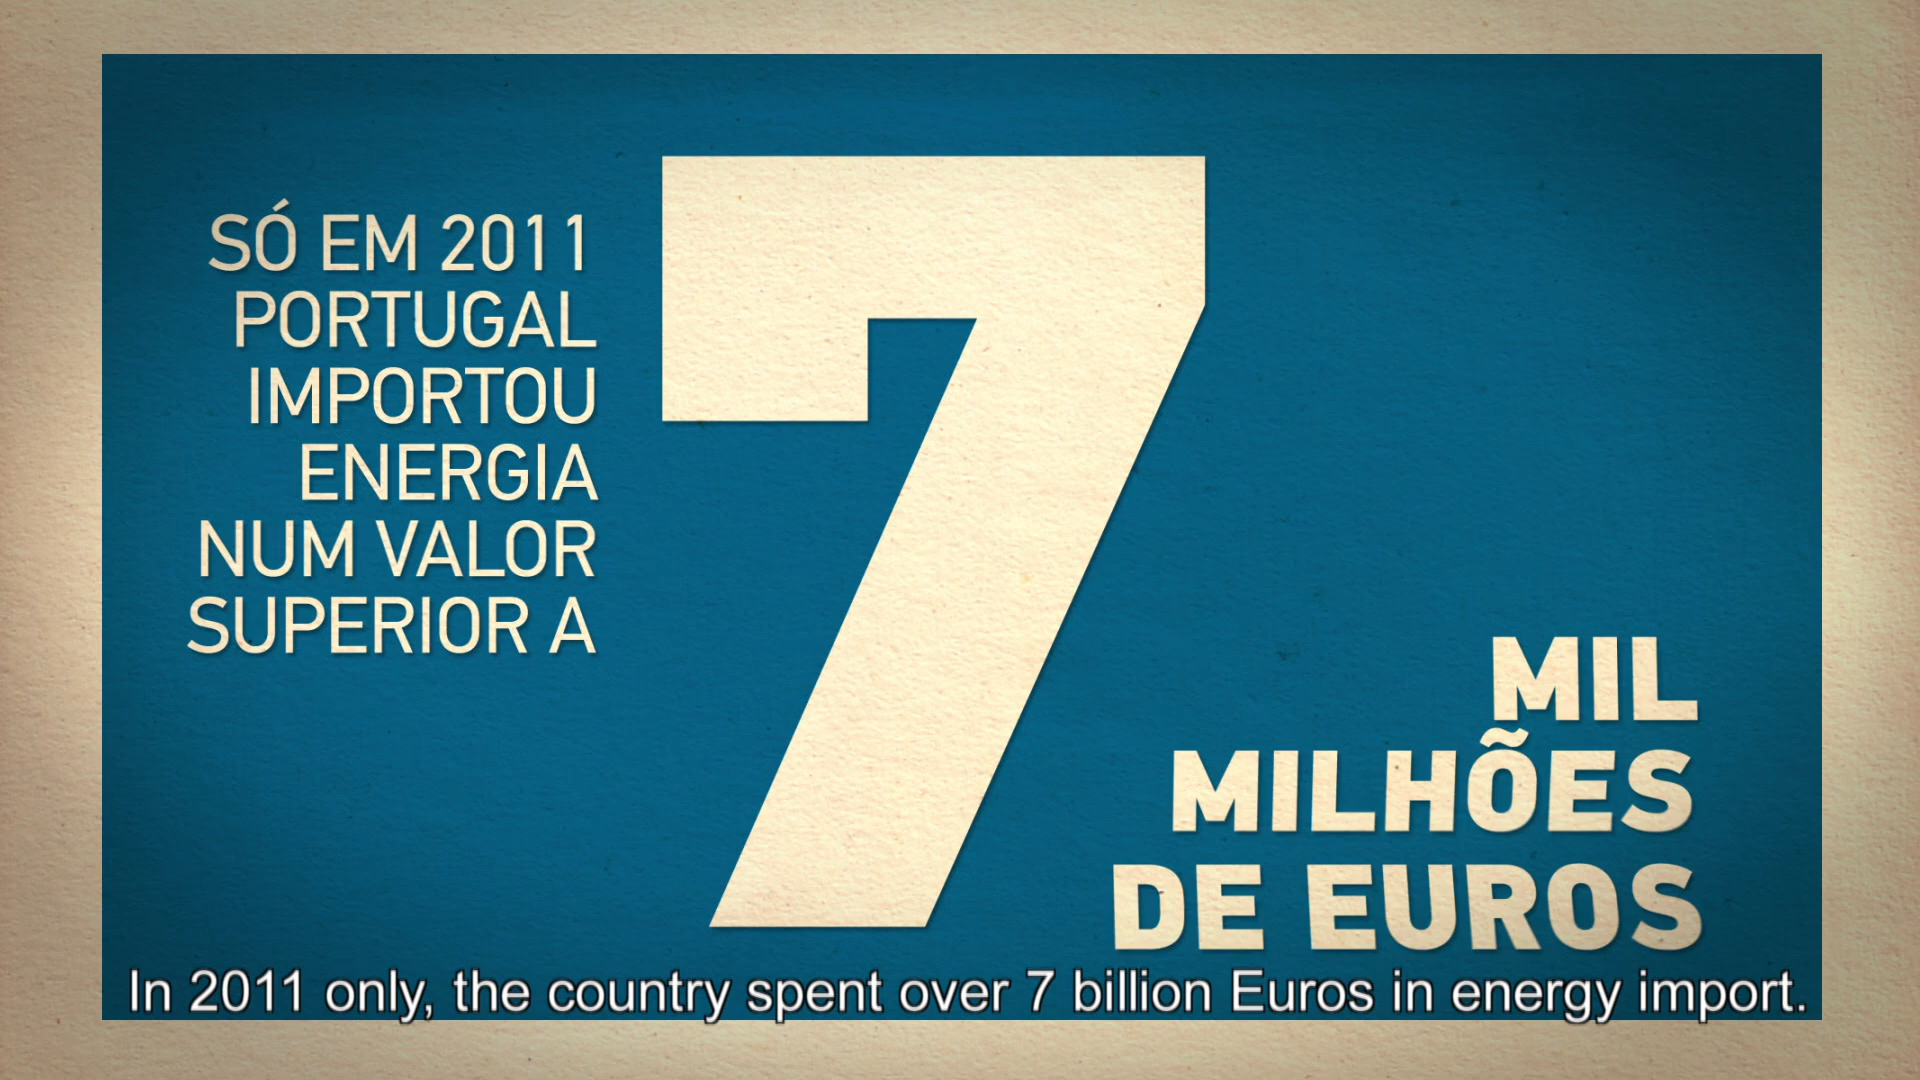 SÓ EM 2011
PORTUGAL
IMPORTOU
ENERGIA
NUM VALOR
SUPERIOR A
7
MIL
MILHÕES
DE EUROS
In 2011 only, the country spent over 7 billion Euros in energy import.